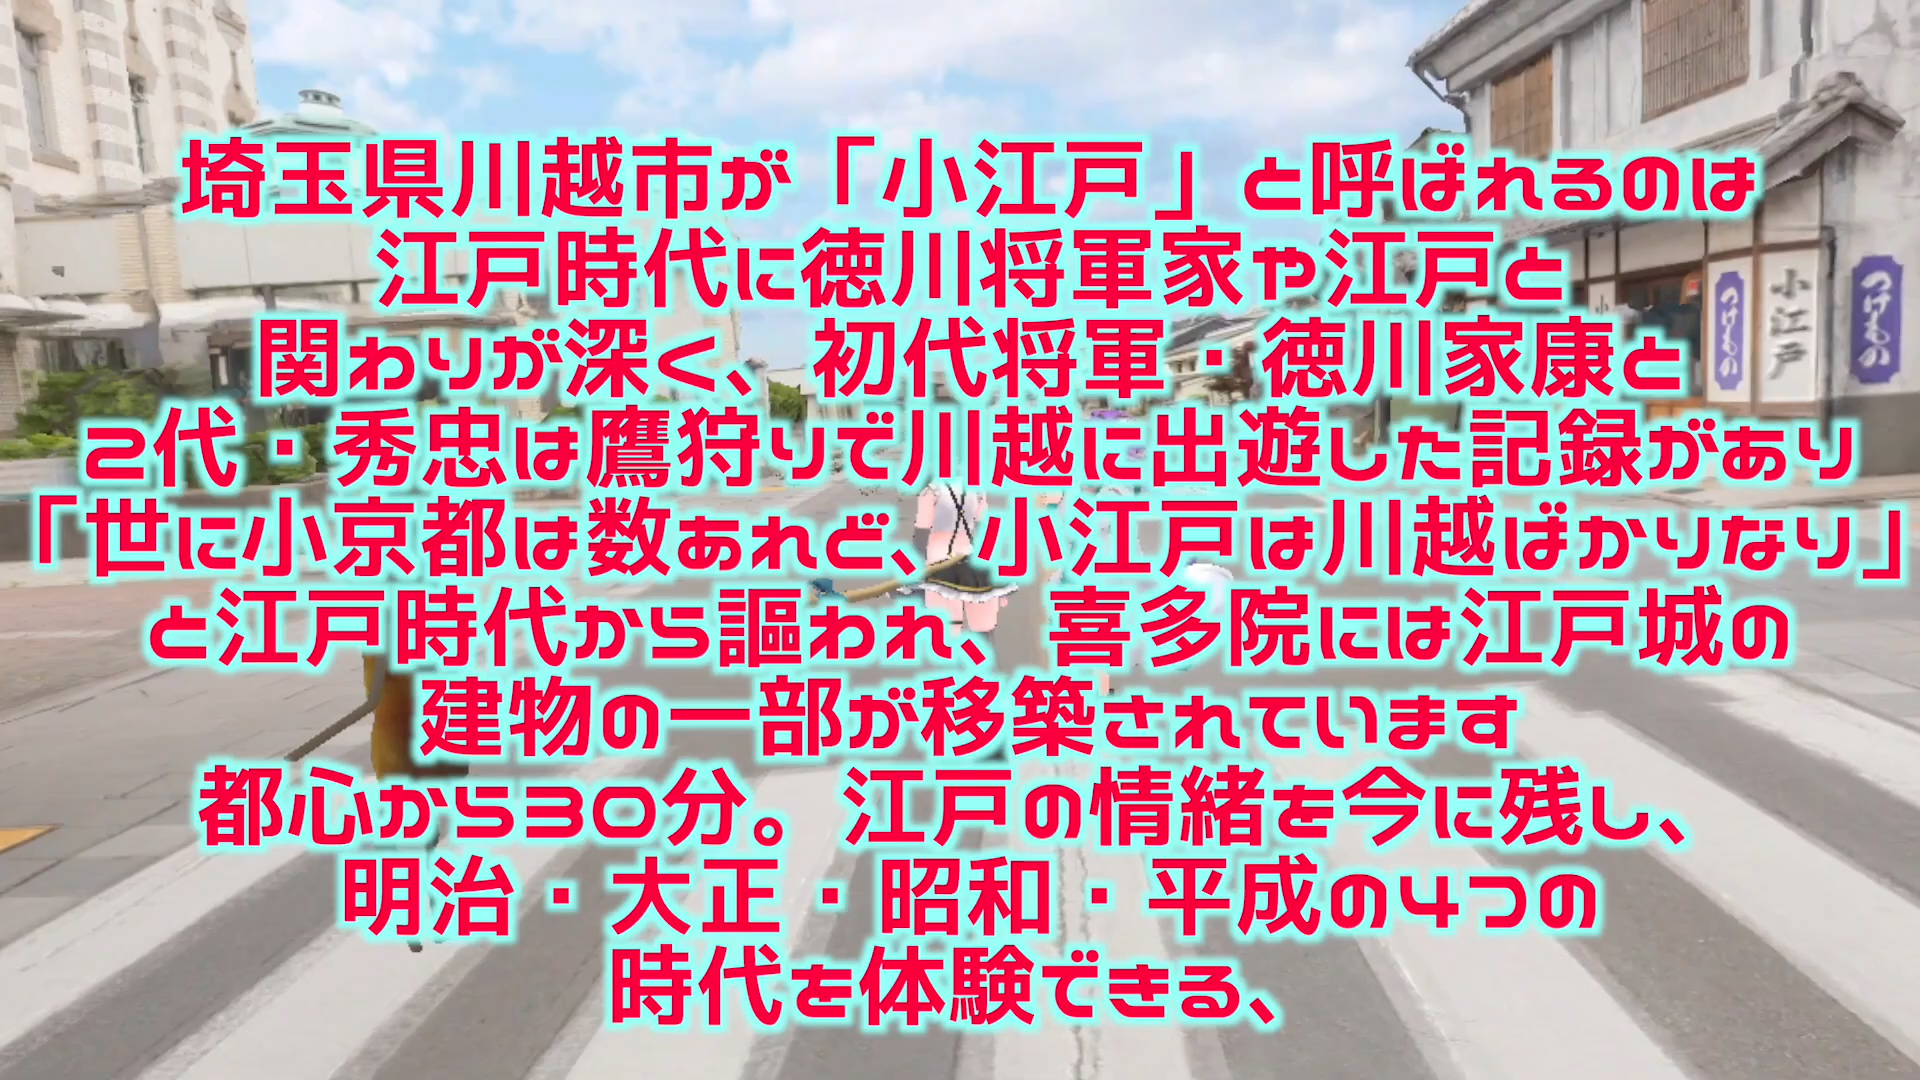 埼玉県川越市が「小江戸」と呼ばれるのは
江戸時代に徳川将軍家や江戸と
関わりが深く、初代将軍・徳川家康と
2代・秀忠は鷹狩りで川越に出遊した記録があり
「世に小京都は数あれど、小江戸は川越ばかりなり」
と江戸時代から謳われ、喜多院には江戸城の
建物の一部が移築されています
都心から30分。江戸の情緒を今に残し、
明治・大正・昭和・平成の4つの
時代を体験できる、
つけもの
小江戸
つけもの